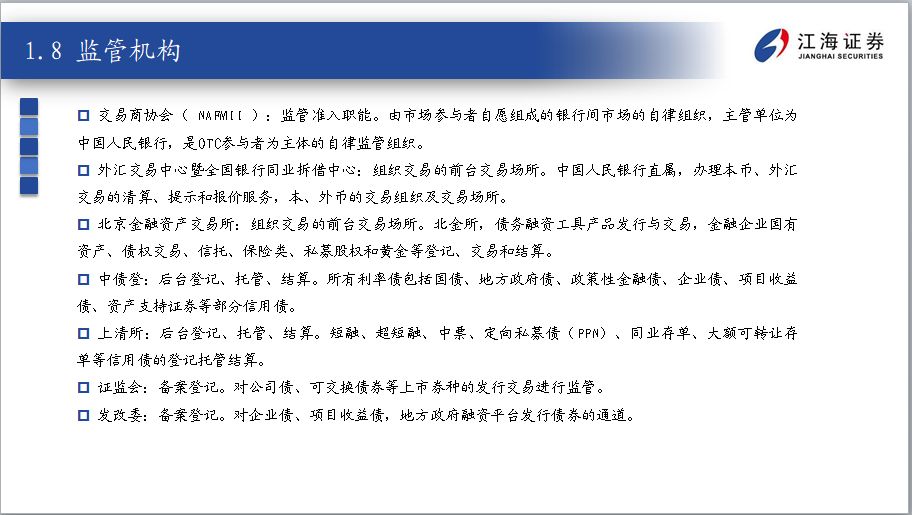 1.8 监管机构
江海证券
JIANGHAI SECURITIES
交易商协会（ NAFMII ）：监管准入职能。由市场参与者自愿组成的银行间市场的自律组织，主管单位为
中国人民银行，是OTC参与者为主体的自律监管组织。
外汇交易中心暨全国银行同业拆借中心：组织交易的前台交易场所。中国人民银行直属，办理本币、外汇
交易的清算、提示和报价服务，本、外币的交易组织及交易场所。
北京金融资产交易所：组织交易的前台交易场所。北金所，债务融资工具产品发行与交易，金融企业国有
资产、债权交易、信托、保险类、私募股权和黄金等登记、交易和结算。
中债登：后台登记、托管、结算。所有利率债包括国债、地方政府债、政策性金融债、企业债、项目收益
债、资产支持证券等部分信用债。
上清所：后台登记、托管、结算。短融、超短融、中票、定向私募债（PPN）、同业存单、大额可转让存
单等信用债的登记托管结算。
证监会：备案登记。对公司债、可交换债券等上市券种的发行交易进行监管。
发改委：备案登记。对企业债、项目收益债，地方政府融资平台发行债券的通道。